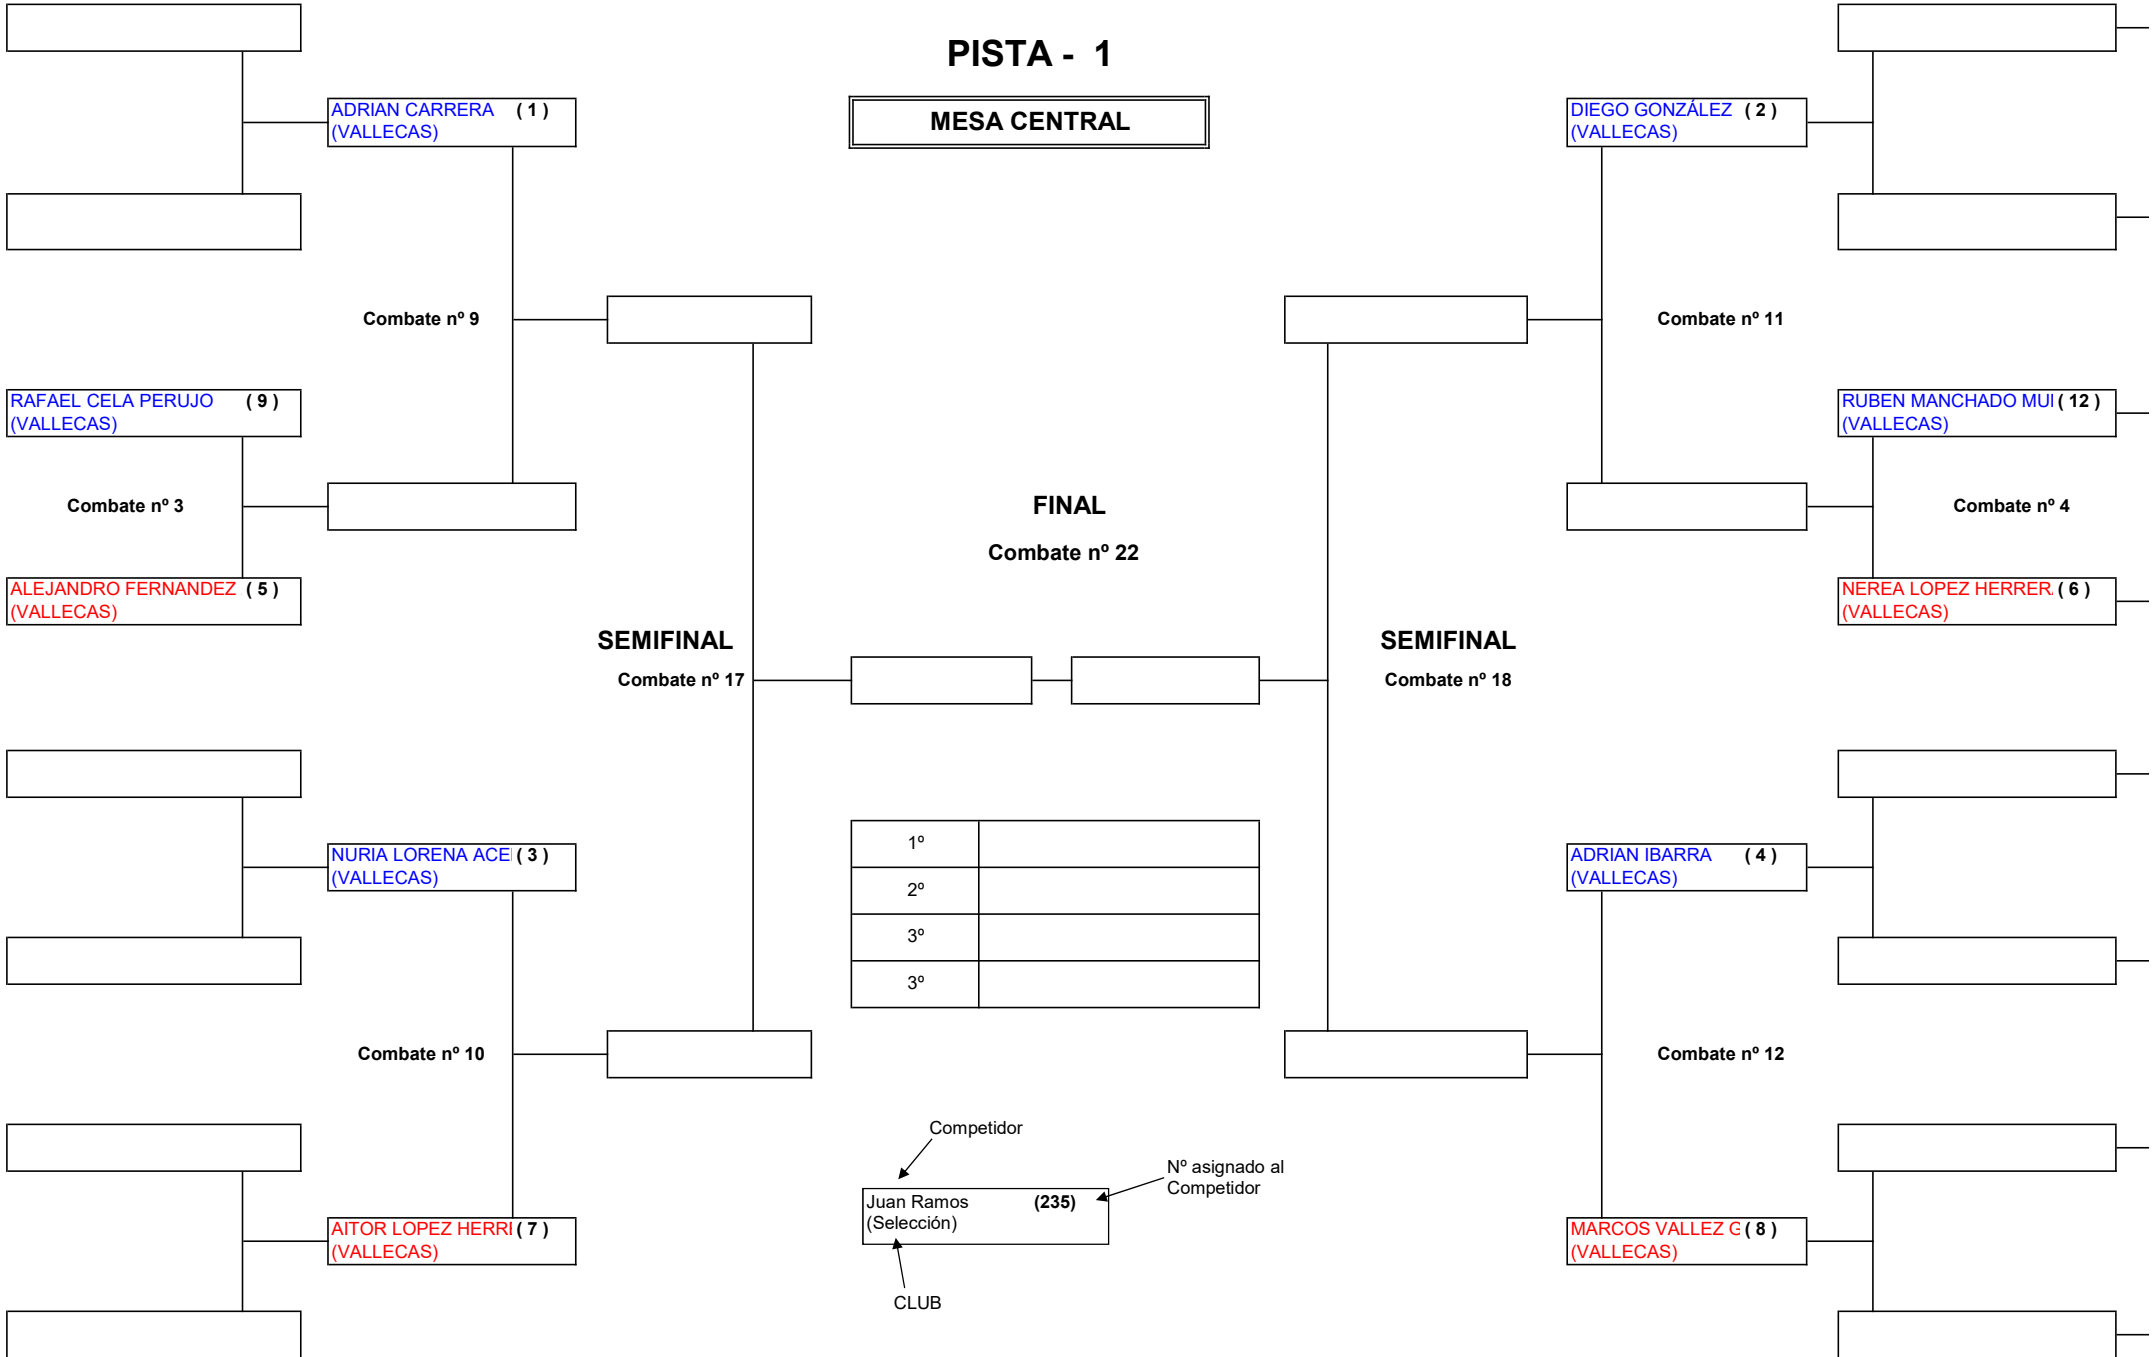 PISTA - 1
MESA CENTRAL
ADRIAN CARRERA ( 1 )
(VALLECAS)
DIEGO GONZÁLEZ ( 2 )
(VALLECAS)
Combate nº 9
Combate nº 11
RAFAEL CELA PERUJO ( 9 )
(VALLECAS)
RUBEN MANCHADO MUI ( 12 )
(VALLECAS)
Combate nº 3
FINAL
Combate nº 4
Combate nº 22
ALEJANDRO FERNANDEZ ( 5 )
(VALLECAS)
NEREA LOPEZ HERRER. ( 6 )
(VALLECAS)
SEMIFINAL
SEMIFINAL
Combate nº 17
Combate nº 18
1º
2º
3º
3º
NURIA LORENA ACE ( 3 )
(VALLECAS)
ADRIAN IBARRA ( 4 )
(VALLECAS)
Combate nº 10
Combate nº 12
Competidor
Nº asignado al
Competidor
Juan Ramos (235)
(Selección)
CLUB
AITOR LOPEZ HERRI ( 7 )
(VALLECAS)
MARCOS VALLEZ G ( 8 )
(VALLECAS)